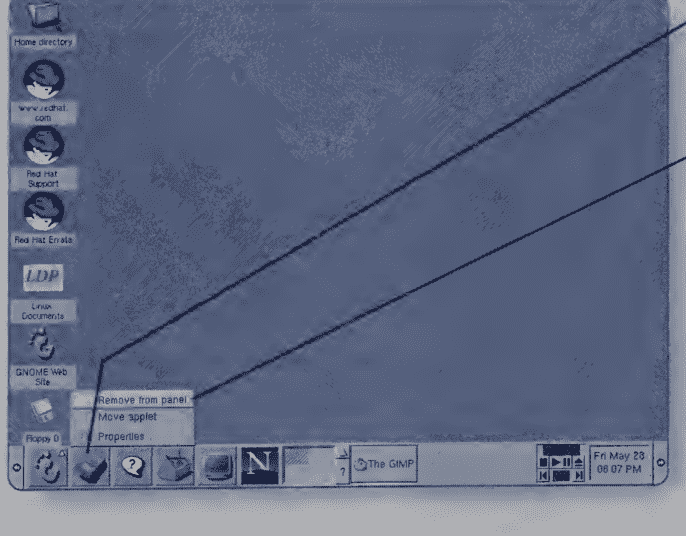 Home directory
www.redhat.
com
Red Hat
Support
Red Hat Errata
LDP
Linux
Documents
GNOME Web
Site
Floppy 0
Remove from panel
Move applet
Properties...
?
N
?
The GIMP
Fri May 28
06:07 PM